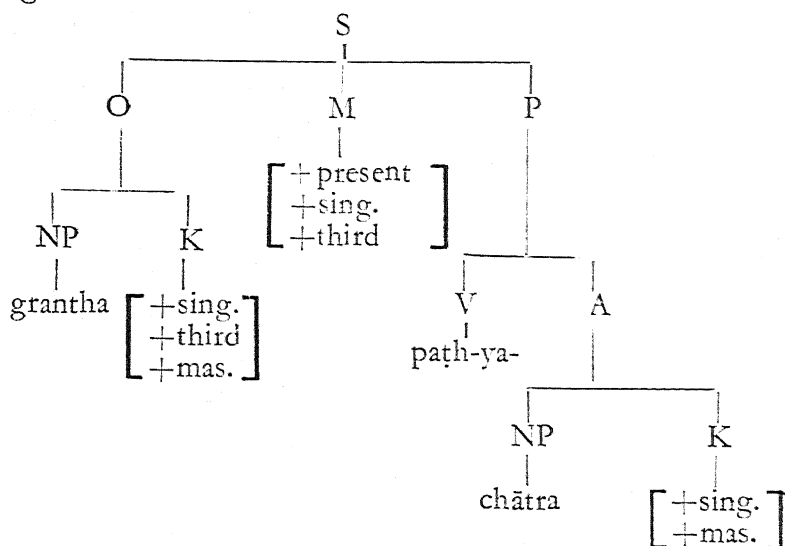 S
O M P
+present
+sing.
+third
NP K
grantha +sing.
+third
+mas.
V A
paṭh-ya-
NP K
chātra +sing.
+mas.